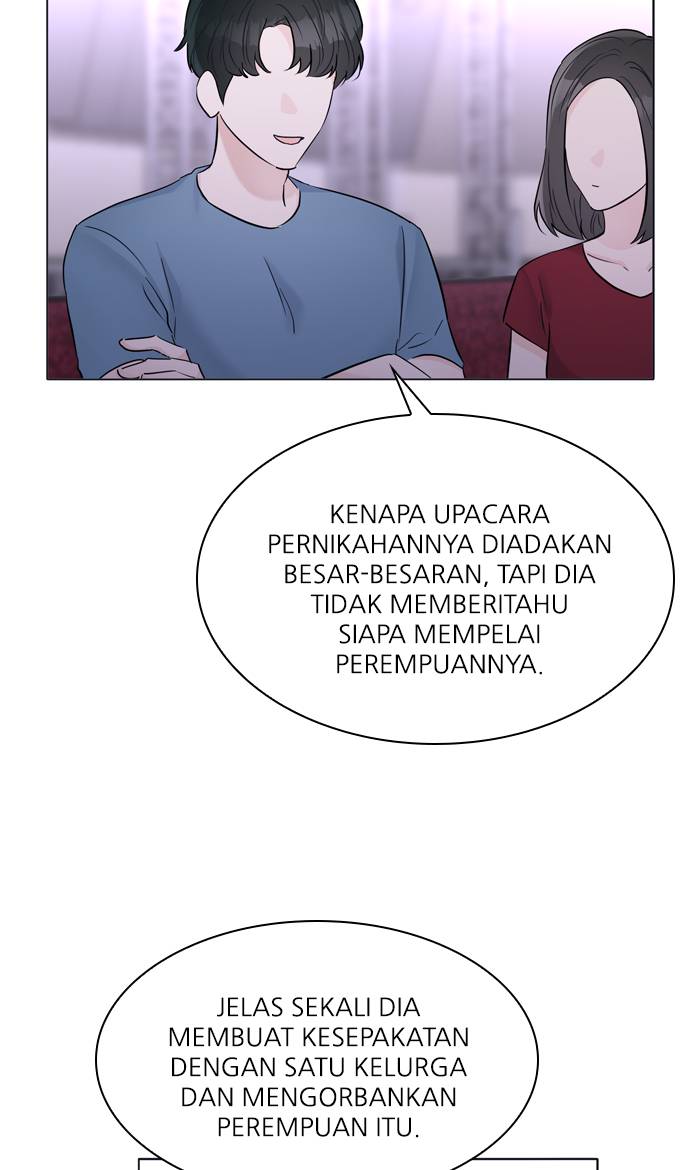 KENAPA UPACARA
PERNIKAHANNYA DIADAKAN
BESAR-BESARAN, TAPI DIA
TIDAK MEMBERITAHU
SIAPA MEMPELAI
PEREMPUANNYA.
JELAS SEKALI DIA
MEMBUAT KESEPAKATAN
DENGAN SATU KELURGA
DAN MENGORBANKAN
PEREMPUAN ITU.